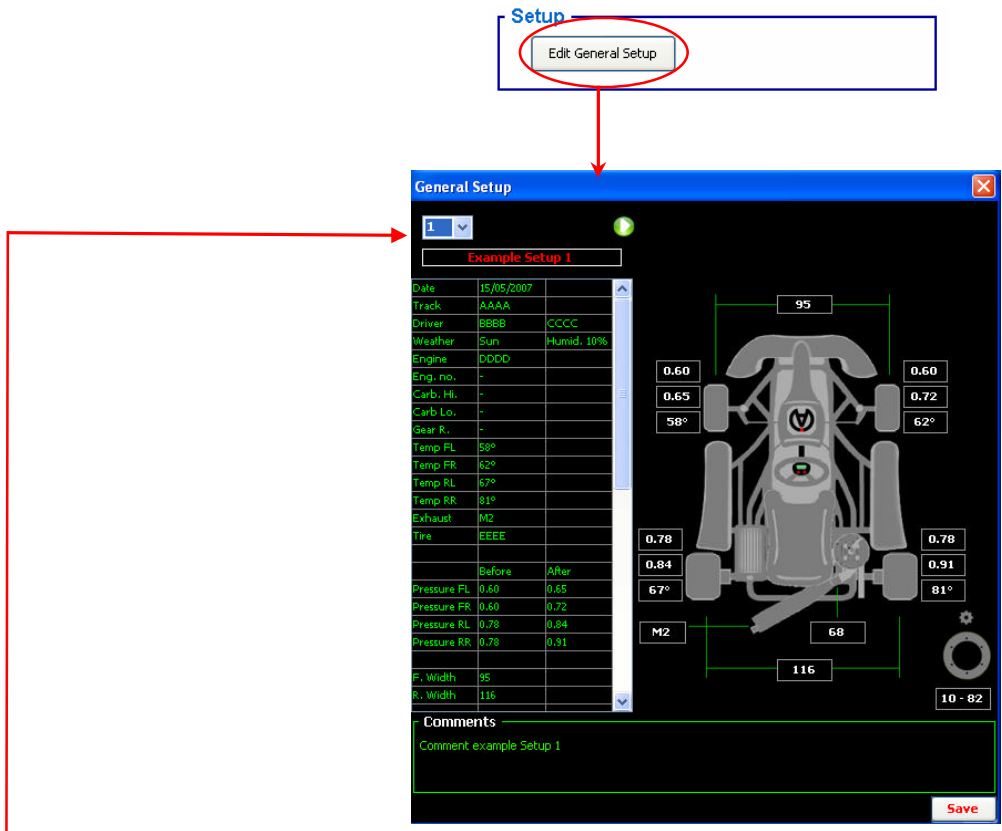 Setup
Edit General Setup
General Setup
1
Example Setup 1
Date 15/05/2007
Track AAAA
Driver BBBB CCCC
Weather Sun Humid. 10%
Engine DDDD
Eng. no. -
Carb. Hi. -
Carb Lo. -
Gear R. -
Temp FL 58°
Temp FR 62°
Temp RL 67°
Temp RR 81°
Exhaust M2
Tire EEEE
Before After
Pressure FL 0.60 0.65
Pressure FR 0.60 0.72
Pressure RL 0.78 0.84
Pressure RR 0.78 0.91
F. Width 95
R. Width 116
95
0.60 0.60
0.65 0.72
58° 62°
0.78 0.78
0.84 0.91
67° 81°
M2 68
116
10 - 82
Comments
Comment example Setup 1
Save